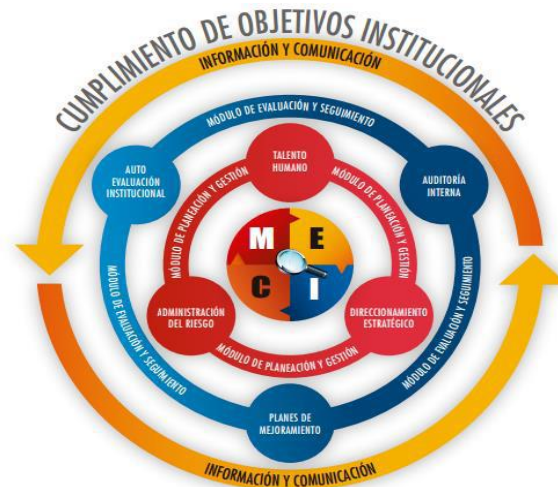 CUMPLIMIENTO DE OBJETIVOS INSTITUCIONALES
INFORMACIÓN Y COMUNICACIÓN
MÓDULO DE EVALUACIÓN Y SEGUIMIENTO
AUTO
EVALUACIÓN
INSTITUCIONAL
TALENTO
HUMANO
AUDITORÍA
INTERNA
MÓDULO DE PLANEACIÓN Y GESTIÓN
MÓDULO DE PLANEACIÓN Y GESTIÓN
M E
C I
MÓDULO DE EVALUACIÓN Y SEGUIMIENTO
MÓDULO DE EVALUACIÓN Y SEGUIMIENTO
ADMINISTRACIÓN
DEL RIESGO
DIRECCIONAMIENTO
ESTRATÉGICO
MÓDULO DE PLANEACIÓN Y GESTIÓN
PLANES DE
MEJORAMIENTO
INFORMACIÓN Y COMUNICACIÓN